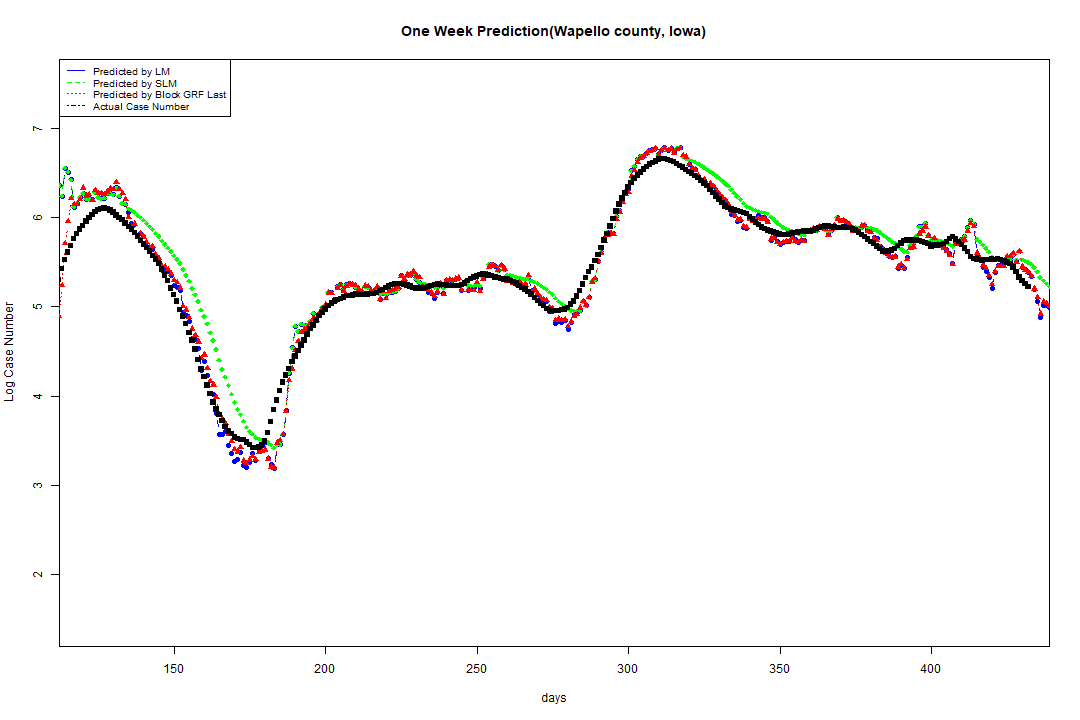 One Week Prediction(Wapello county, Iowa)
Predicted by LM
Predicted by SLM
Predicted by Block GRF Last
Actual Case Number
7
6
5
4
3
2
Log Case Number
150 200 250 300 350 400
days